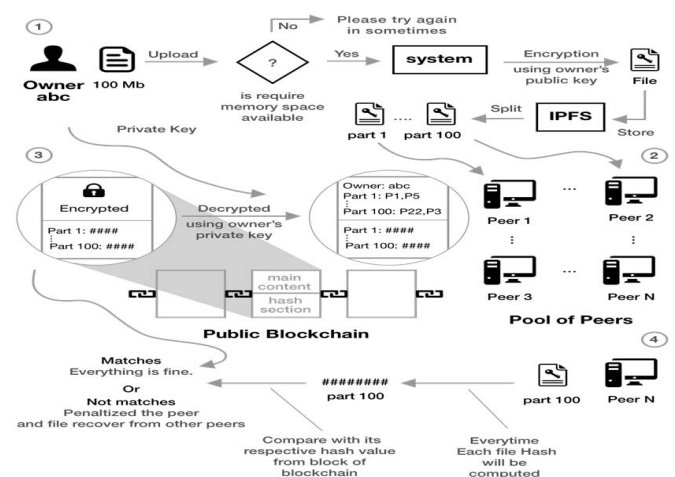 1
No
Please try again
in sometimes
Upload
?
Yes
system
Encryption
using owner's
public key
File
Owner
abc
100 Mb
is require
memory space
available
Private Key
part 1
....
part 100
Split
IPFS
Store
3
2
Encrypted
Part 1: ####
Part 100: ####
Decrypted
using owner's
private key
Owner: abc
Part 1: P1,P5
Part 100: P22,P3
Part 1: ####
Part 100: ####
Peer 1
...
Peer 2
Peer 3
...
Peer N
main
content
hash
section
Public Blockchain
Pool of Peers
4
Matches
Everything is fine.
Or
Not matches
Penaltized the peer
and file recover from other peers
########
part 100
part 100
Peer N
Compare with its
respective hash value
from block of
blockchain
Everytime
Each file Hash
will be
computed